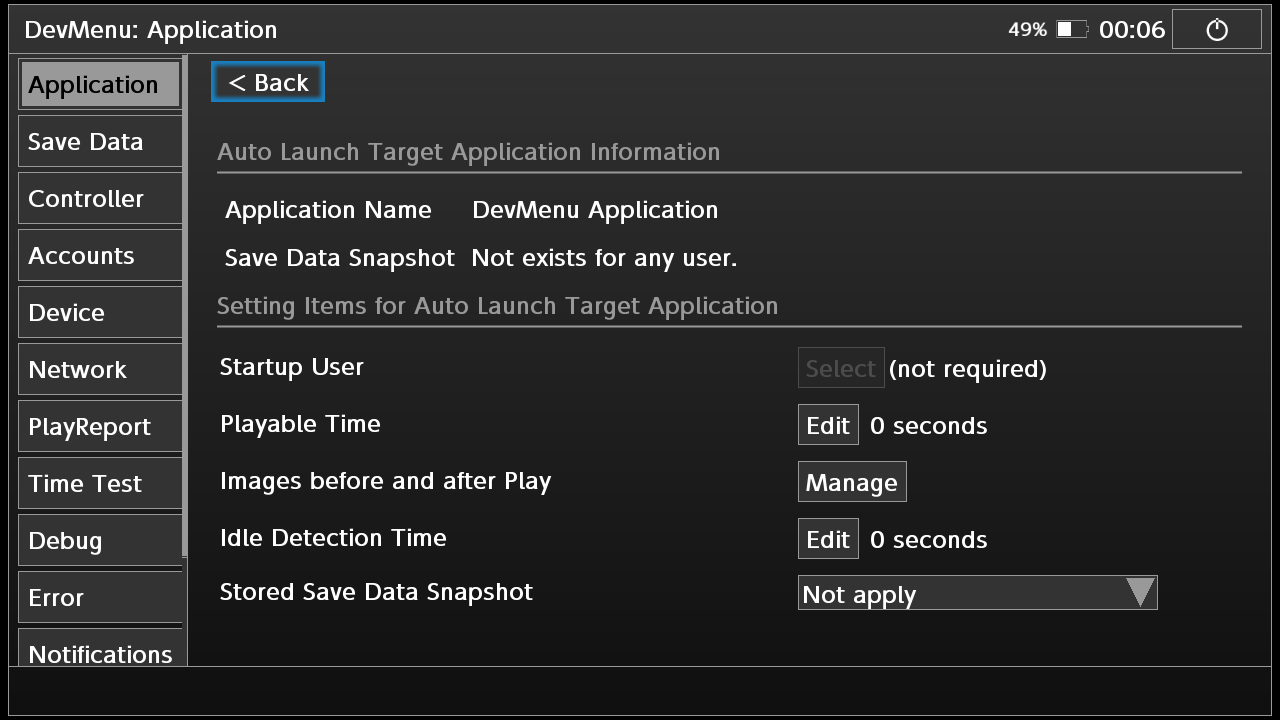 DevMenu: Application
49% 00:06
Application
Save Data
Controller
Accounts
Device
Network
PlayReport
Time Test
Debug
Error
Notifications
< Back
Auto Launch Target Application Information
Application Name DevMenu Application
Save Data Snapshot Not exists for any user.
Setting Items for Auto Launch Target Application
Startup User Select (not required)
Playable Time Edit 0 seconds
Images before and after Play Manage
Idle Detection Time Edit 0 seconds
Stored Save Data Snapshot Not apply